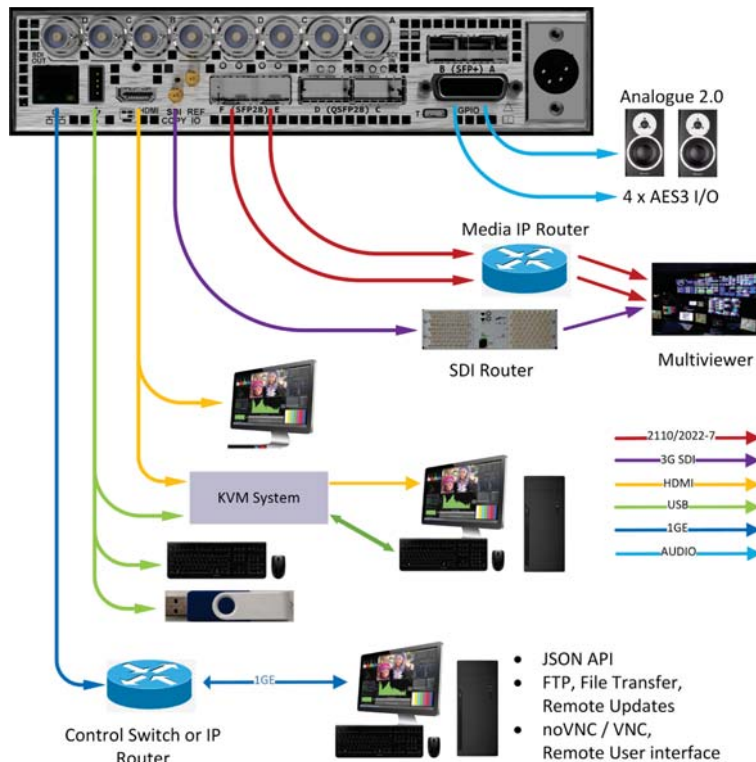 D C B A D C B A
SDI
OUT
SDI
IN
B (SFP+) A
HDMI
SDI REF
COPY IO
F (SFP28) E
D (QSFP28) C
T
GPIO
Analogue 2.0
4 x AES3 I/O
Media IP Router
SDI Router
Multiviewer
2110/2022-7
3G SDI
HDMI
USB
1GE
AUDIO
KVM System
1GE
Control Switch or IP
Router
• JSON API
• FTP, File Transfer,
Remote Updates
• noVNC / VNC,
Remote User interface